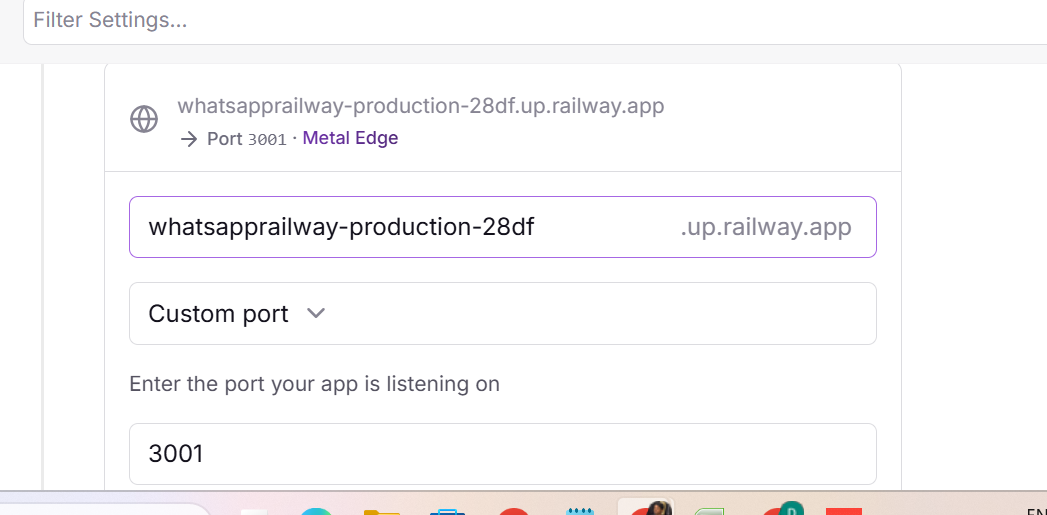 Filter Settings...
whatsapprailway-production-28df.up.railway.app
→ Port 3001 · Metal Edge
whatsapprailway-production-28df .up.railway.app
Custom port
Enter the port your app is listening on
3001
D
EN